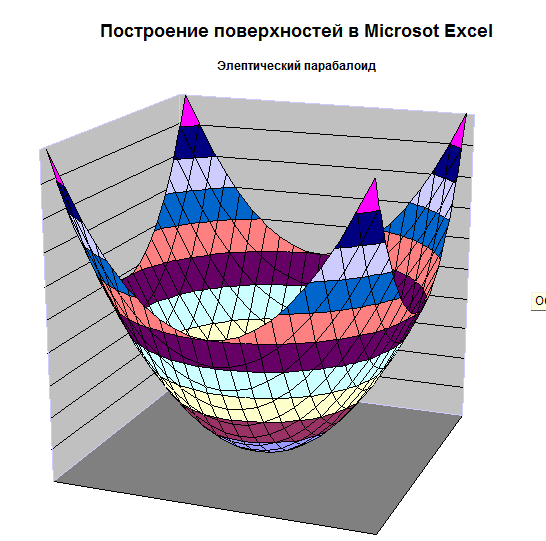 Построение поверхностей в Microsot Excel
Элептический парабалоид